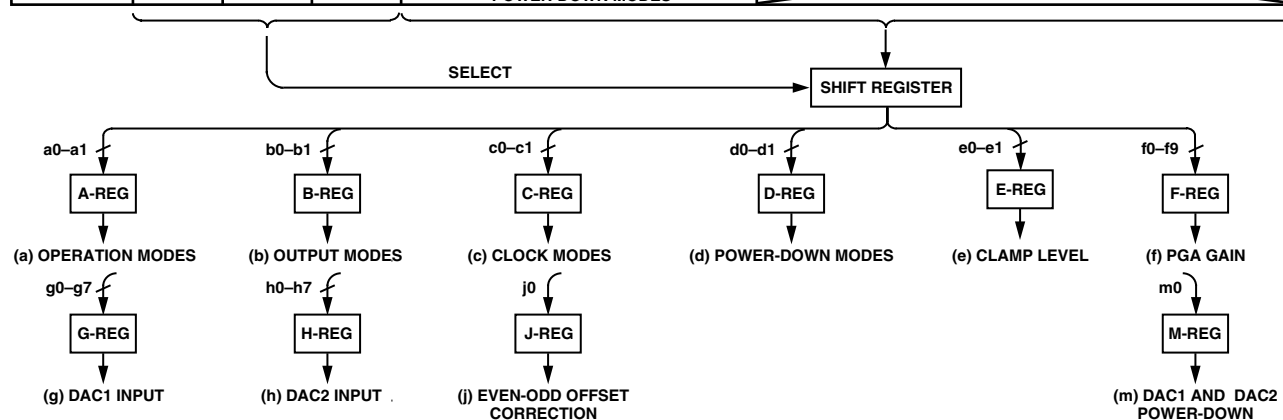 POWER-DOWN MODES
SELECT
SHIFT REGISTER
a0–a1
b0–b1
c0–c1
d0–d1
e0–e1
f0–f9
A-REG
B-REG
C-REG
D-REG
E-REG
F-REG
(a) OPERATION MODES
(b) OUTPUT MODES
(c) CLOCK MODES
(d) POWER-DOWN MODES
(e) CLAMP LEVEL
(f) PGA GAIN
g0–g7
h0–h7
j0
m0
G-REG
H-REG
J-REG
M-REG
(g) DAC1 INPUT
(h) DAC2 INPUT .
(j) EVEN-ODD OFFSET
CORRECTION
(m) DAC1 AND DAC2
POWER-DOWN